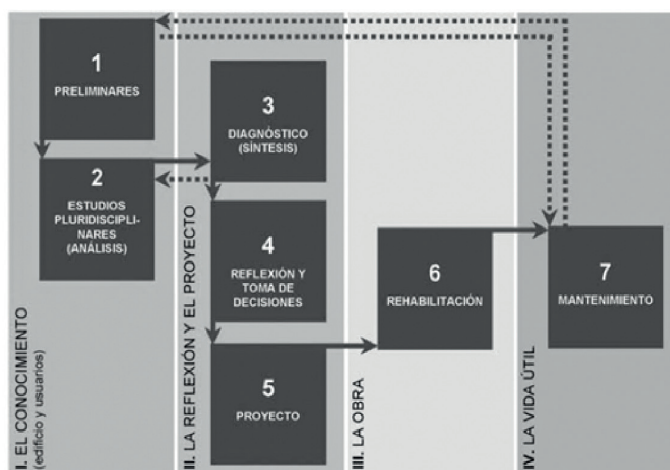 1
PRELIMINARES
2
ESTUDIOS
PLURIDISCIPLI-
NARES
(ANÁLISIS)
I. EL CONOCIMIENTO
(edificio y usuarios)
3
DIAGNÓSTICO
(SÍNTESIS)
4
REFLEXIÓN Y
TOMA DE
DECISIONES
5
PROYECTO
II. LA REFLEXIÓN Y EL PROYECTO
6
REHABILITACIÓN
III. LA OBRA
7
MANTENIMIENTO
IV. LA VIDA ÚTIL